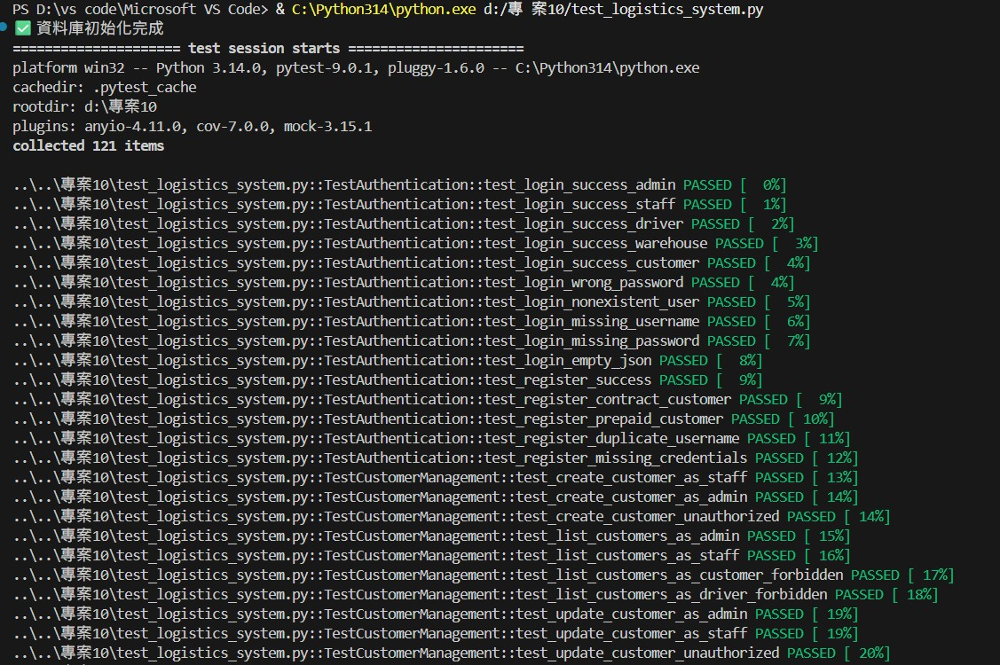 PS D:\vs code\Microsoft VS Code> & C:\Python314\python.exe d:/專 案10/test_logistics_system.py
✅ 資料庫初始化完成
===================== test session starts ======================
platform win32 -- Python 3.14.0, pytest-9.0.1, pluggy-1.6.0 -- C:\Python314\python.exe
cachedir: .pytest_cache
rootdir: d:\專案10
plugins: anyio-4.11.0, cov-7.0.0, mock-3.15.1
collected 121 items

..\..\專案10\test_logistics_system.py::TestAuthentication::test_login_success_admin PASSED [  0%]
..\..\專案10\test_logistics_system.py::TestAuthentication::test_login_success_staff PASSED [  1%]
..\..\專案10\test_logistics_system.py::TestAuthentication::test_login_success_driver PASSED [  2%]
..\..\專案10\test_logistics_system.py::TestAuthentication::test_login_success_warehouse PASSED [  3%]
..\..\專案10\test_logistics_system.py::TestAuthentication::test_login_success_customer PASSED [  4%]
..\..\專案10\test_logistics_system.py::TestAuthentication::test_login_wrong_password PASSED [  4%]
..\..\專案10\test_logistics_system.py::TestAuthentication::test_login_nonexistent_user PASSED [  5%]
..\..\專案10\test_logistics_system.py::TestAuthentication::test_login_missing_username PASSED [  6%]
..\..\專案10\test_logistics_system.py::TestAuthentication::test_login_missing_password PASSED [  7%]
..\..\專案10\test_logistics_system.py::TestAuthentication::test_login_empty_json PASSED [  8%]
..\..\專案10\test_logistics_system.py::TestAuthentication::test_register_success PASSED [  9%]
..\..\專案10\test_logistics_system.py::TestAuthentication::test_register_contract_customer PASSED [  9%]
..\..\專案10\test_logistics_system.py::TestAuthentication::test_register_prepaid_customer PASSED [ 10%]
..\..\專案10\test_logistics_system.py::TestAuthentication::test_register_duplicate_username PASSED [ 11%]
..\..\專案10\test_logistics_system.py::TestAuthentication::test_register_missing_credentials PASSED [ 12%]
..\..\專案10\test_logistics_system.py::TestCustomerManagement::test_create_customer_as_staff PASSED [ 13%]
..\..\專案10\test_logistics_system.py::TestCustomerManagement::test_create_customer_as_admin PASSED [ 14%]
..\..\專案10\test_logistics_system.py::TestCustomerManagement::test_create_customer_unauthorized PASSED [ 14%]
..\..\專案10\test_logistics_system.py::TestCustomerManagement::test_list_customers_as_admin PASSED [ 15%]
..\..\專案10\test_logistics_system.py::TestCustomerManagement::test_list_customers_as_staff PASSED [ 16%]
..\..\專案10\test_logistics_system.py::TestCustomerManagement::test_list_customers_as_customer_forbidden PASSED [ 17%]
..\..\專案10\test_logistics_system.py::TestCustomerManagement::test_list_customers_as_driver_forbidden PASSED [ 18%]
..\..\專案10\test_logistics_system.py::TestCustomerManagement::test_update_customer_as_admin PASSED [ 19%]
..\..\專案10\test_logistics_system.py::TestCustomerManagement::test_update_customer_as_staff PASSED [ 19%]
..\..\專案10\test_logistics_system.py::TestCustomerManagement::test_update_customer_unauthorized PASSED [ 20%]